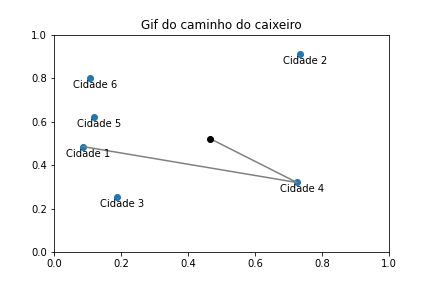 Gif do caminho do caixeiro
1.0
Cidade 2
0.8
Cidade 6
0.6
Cidade 5
Cidade 1
0.4
Cidade 4
Cidade 3
0.2
0.0
0.0 0.2 0.4 0.6 0.8 1.0